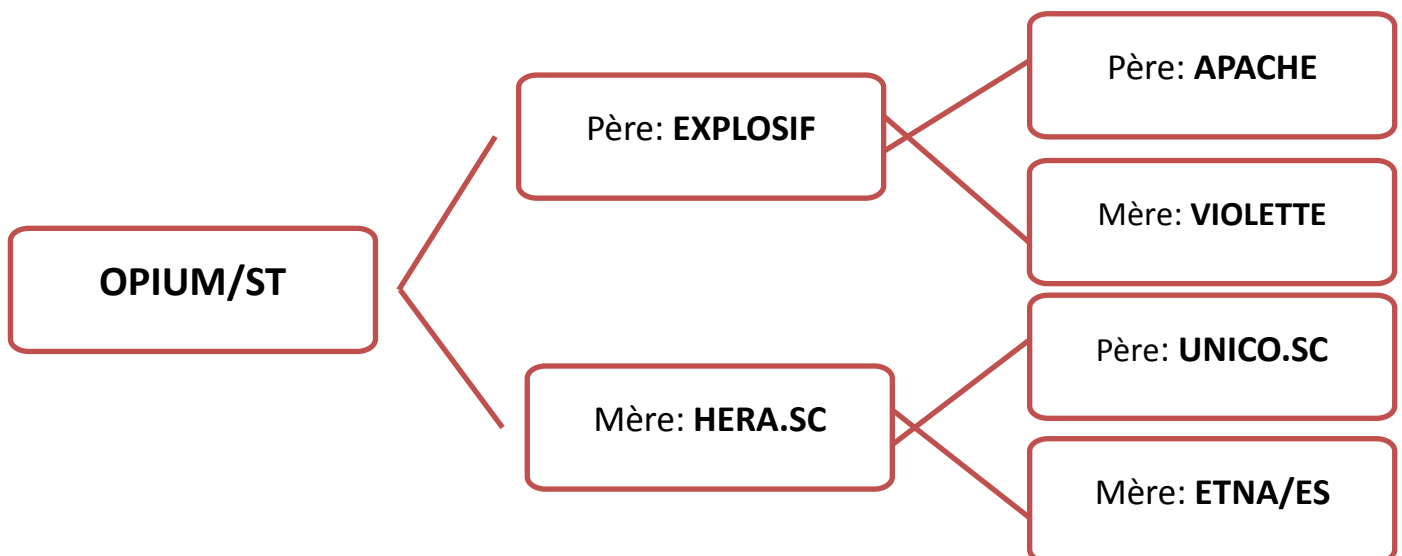 OPIUM/ST
Père: EXPLOSIF
Mère: HERA.SC
Père: APACHE
Mère: VIOLETTE
Père: UNICO.SC
Mère: ETNA/ES